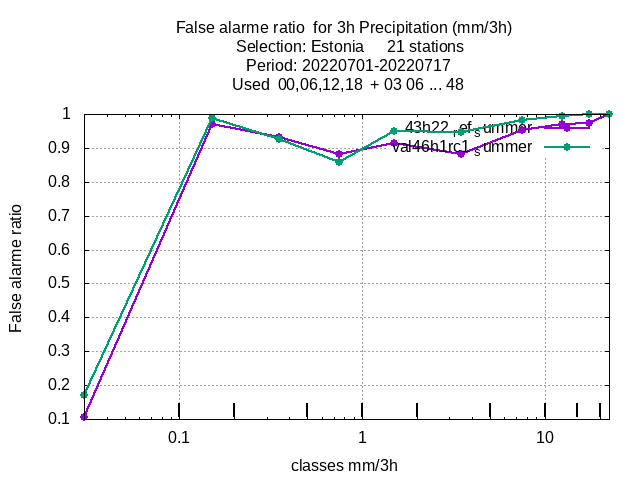 False alarme ratio  for 3h Precipitation (mm/3h)
Selection: Estonia     21 stations
Period: 20220701-20220717
Used  00,06,12,18  + 03 06 ... 48
43h22_ref_summer
val46h1rc1_summer
1
0.9
0.8
0.7
0.6
0.5
0.4
0.3
0.2
0.1
False alarme ratio
0.1 1 10
classes mm/3h